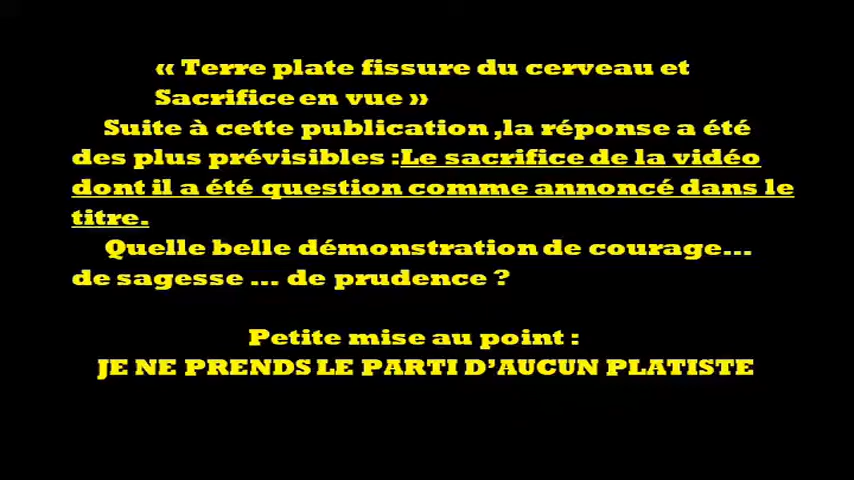 « Terre plate fissure du cerveau et
Sacrifice en vue »
Suite à cette publication ,la réponse a été
des plus prévisibles :Le sacrifice de la vidéo
dont il a été question comme annoncé dans le
titre.
Quelle belle démonstration de courage...
de sagesse ... de prudence ?
Petite mise au point :
JE NE PRENDS LE PARTI D'AUCUN PLATISTE